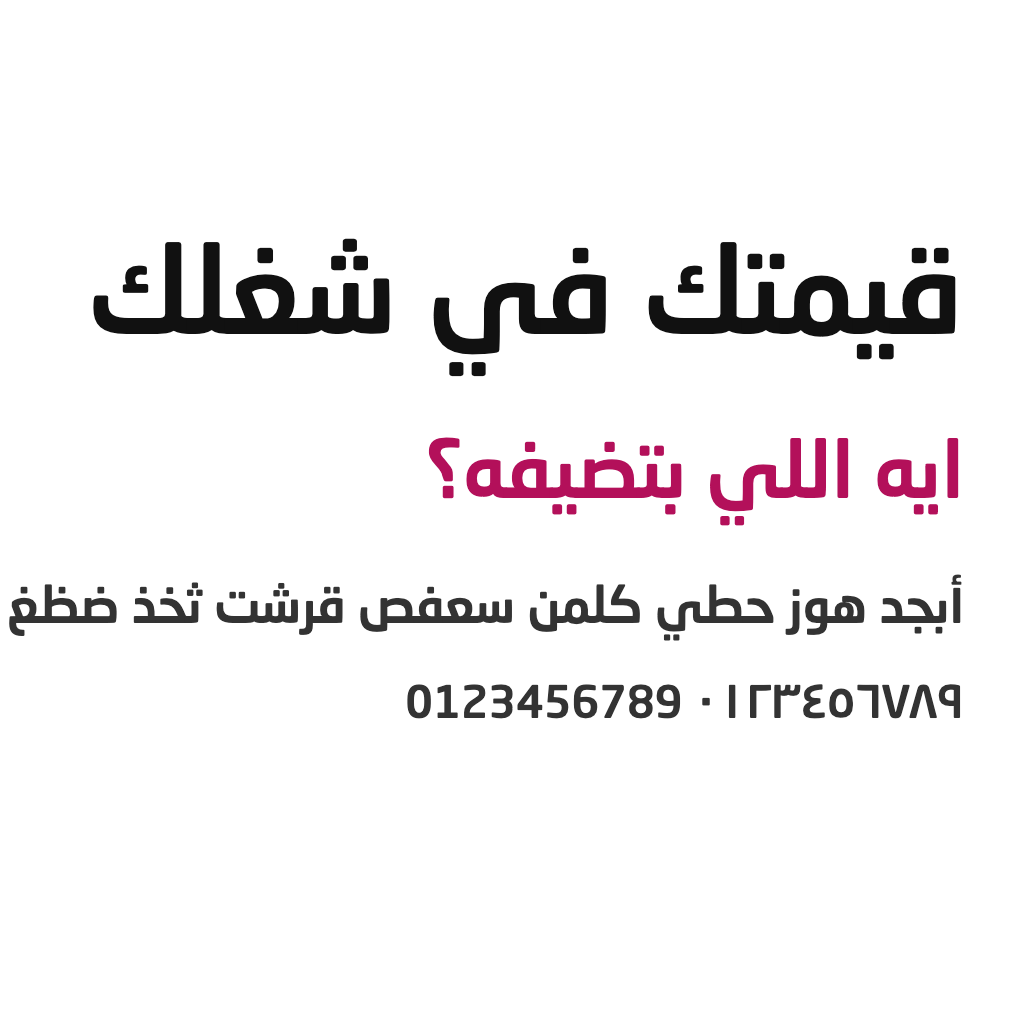 قيمتك في شغلك
ايه اللي بتضيفه؟
أبجد هوز حطي كلمن سعفص قرشت ثخذ ضظغ
0123456789 ٠١٢٣٤٥٦٧٨٩